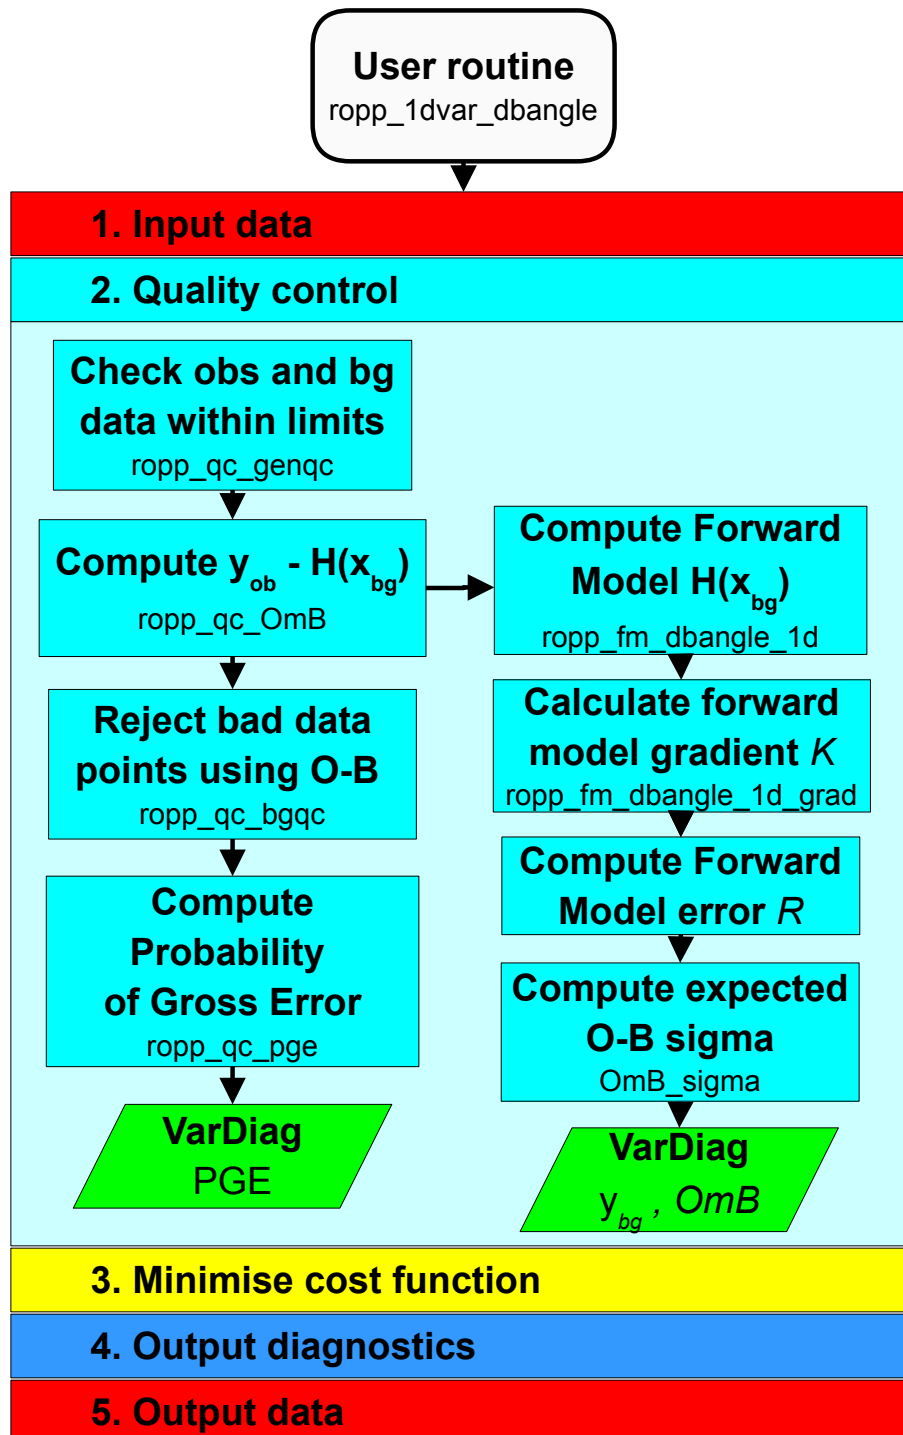 User routine
ropp_1dvar_dbangle
1. Input data
2. Quality control
Check obs and bg
data within limits
ropp_qc_genqc
Compute y_ob - H(x_bg)
ropp_qc_OmB
Reject bad data
points using O-B
ropp_qc_bgqc
Compute
Probability
of Gross Error
ropp_qc_pge
VarDiag
PGE
Compute Forward
Model H(x_bg)
ropp_fm_dbangle_1d
Calculate forward
model gradient K
ropp_fm_dbangle_1d_grad
Compute Forward
Model error R
Compute expected
O-B sigma
OmB_sigma
VarDiag
y_bg , OmB
3. Minimise cost function
4. Output diagnostics
5. Output data